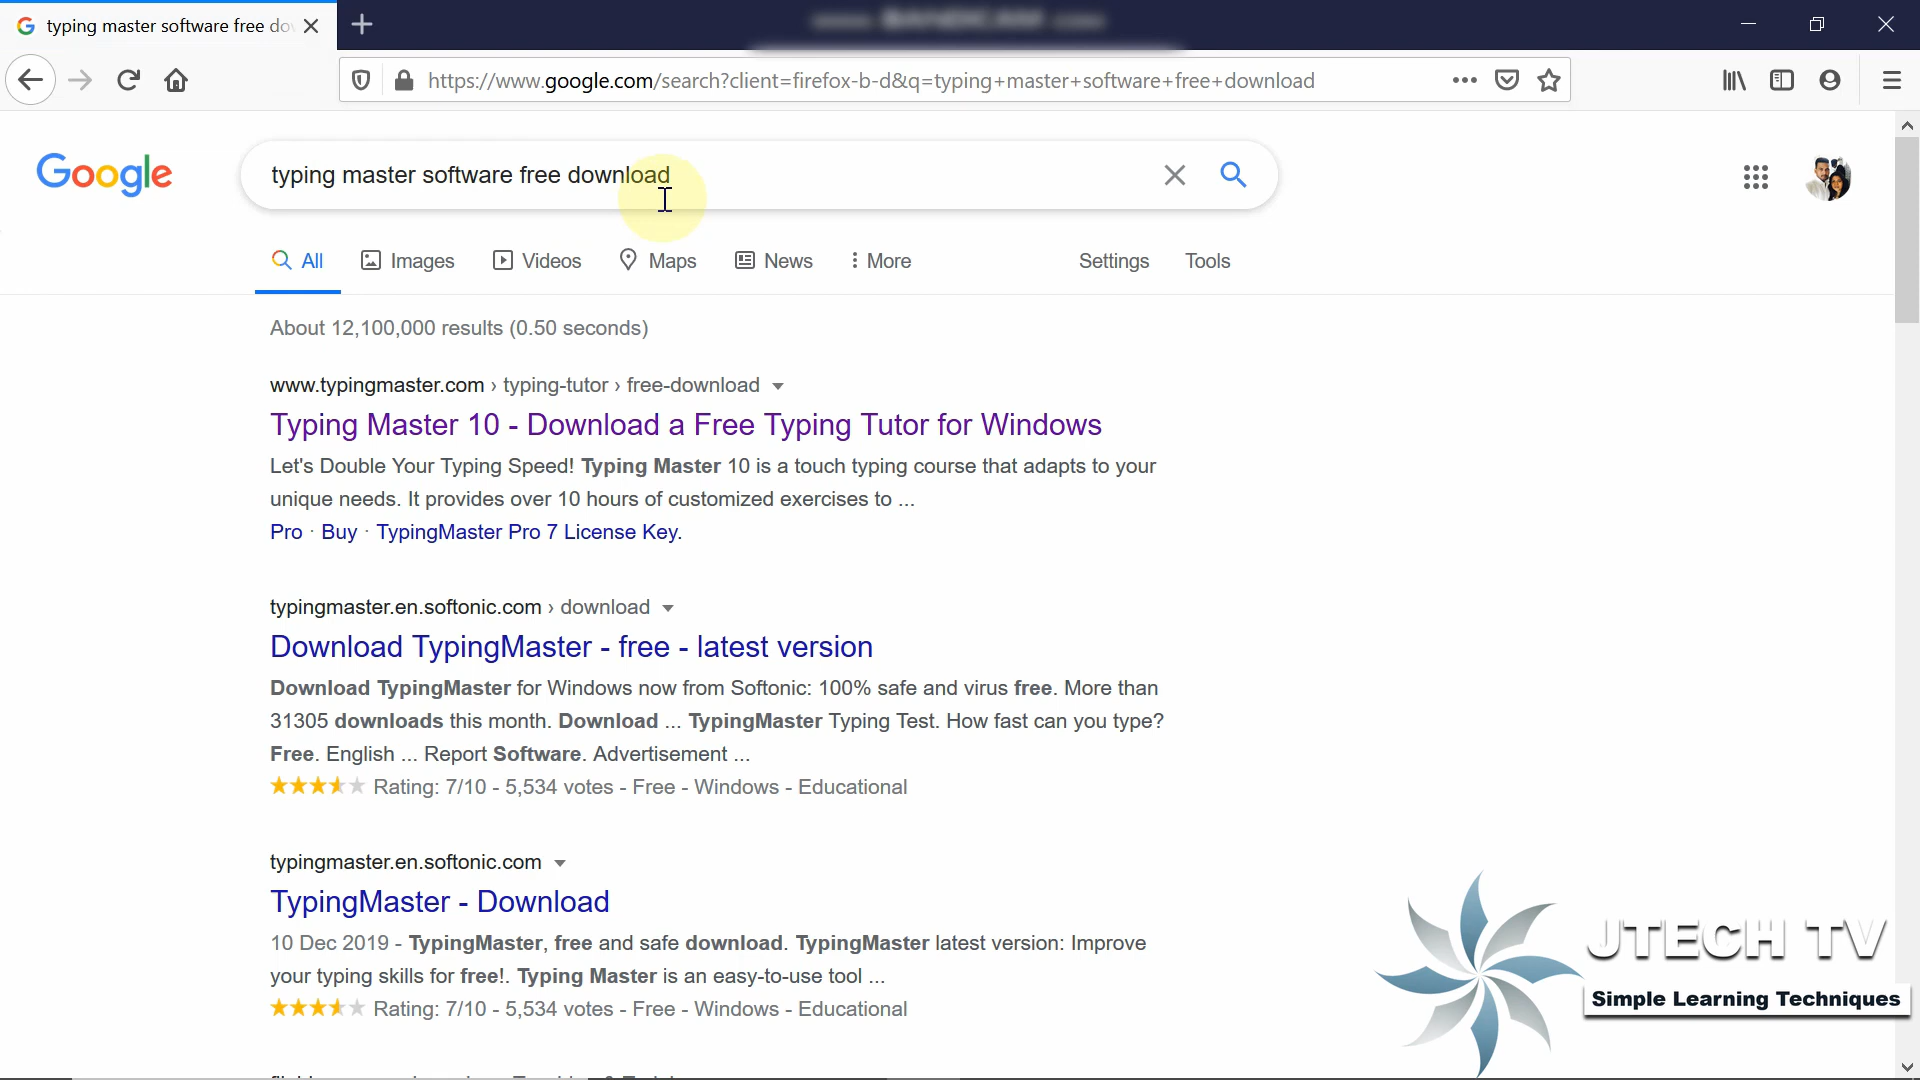 typing master software free do
www.BANDICAM.com
https://www.google.com/search?client=firefox-b-d&q=typing+master+software+free+download
Google
typing master software free download
All
Images
Videos
Maps
News
More
Settings
Tools
About 12,100,000 results (0.50 seconds)
www.typingmaster.com › typing-tutor › free-download
Typing Master 10 - Download a Free Typing Tutor for Windows
Let's Double Your Typing Speed! Typing Master 10 is a touch typing course that adapts to your
unique needs. It provides over 10 hours of customized exercises to ...
Pro · Buy · TypingMaster Pro 7 License Key.
typingmaster.en.softonic.com › download
Download TypingMaster - free - latest version
Download TypingMaster for Windows now from Softonic: 100% safe and virus free. More than
31305 downloads this month. Download ... TypingMaster Typing Test. How fast can you type?
Free. English ... Report Software. Advertisement ...
Rating: 7/10 - 5,534 votes - Free - Windows - Educational
typingmaster.en.softonic.com
TypingMaster - Download
10 Dec 2019 - TypingMaster, free and safe download. TypingMaster latest version: Improve
your typing skills for free!. Typing Master is an easy-to-use tool ...
Rating: 7/10 - 5,534 votes - Free - Windows - Educational
JTECH TV
Simple Learning Techniques